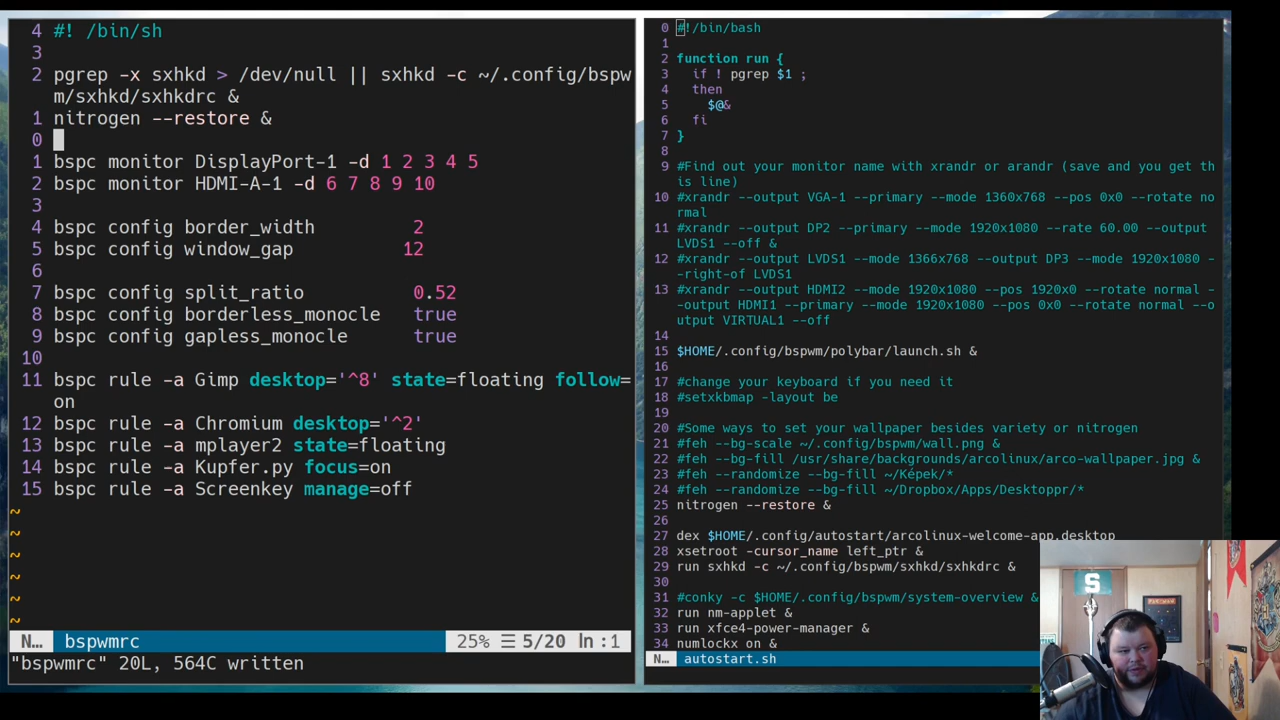 4 #! /bin/sh
3
2 pgrep -x sxhkd > /dev/null || sxhkd -c ~/.config/bspw
m/sxhkd/sxhkdrc &
1 nitrogen --restore &
0
1 bspc monitor DisplayPort-1 -d 1 2 3 4 5
2 bspc monitor HDMI-A-1 -d 6 7 8 9 10
3
4 bspc config border_width 2
5 bspc config window_gap 12
6
7 bspc config split_ratio 0.52
8 bspc config borderless_monocle true
9 bspc config gapless_monocle true
10
11 bspc rule -a Gimp desktop='^8' state=floating follow=
on
12 bspc rule -a Chromium desktop='^2'
13 bspc rule -a mplayer2 state=floating
14 bspc rule -a Kupfer.py focus=on
15 bspc rule -a Screenkey manage=off
~
~
~
~
~
~
N… bspwmrc 25% ☰ 5/20 ln :1
"bspwmrc" 20L, 564C written
0 #!/bin/bash
1
2 function run {
3 if ! pgrep $1 ;
4 then
5 $@&
6 fi
7 }
8
9 #Find out your monitor name with xrandr or arandr (save and you get th
is line)
10 #xrandr --output VGA-1 --primary --mode 1360x768 --pos 0x0 --rotate no
rmal
11 #xrandr --output DP2 --primary --mode 1920x1080 --rate 60.00 --output
LVDS1 --off &
12 #xrandr --output LVDS1 --mode 1366x768 --output DP3 --mode 1920x1080 -
-right-of LVDS1
13 #xrandr --output HDMI2 --mode 1920x1080 --pos 1920x0 --rotate normal -
-output HDMI1 --primary --mode 1920x1080 --pos 0x0 --rotate normal --o
utput VIRTUAL1 --off
14
15 $HOME/.config/bspwm/polybar/launch.sh &
16
17 #change your keyboard if you need it
18 #setxkbmap -layout be
19
20 #Some ways to set your wallpaper besides variety or nitrogen
21 #feh --bg-scale ~/.config/bspwm/wall.png &
22 #feh --bg-fill /usr/share/backgrounds/arcolinux/arco-wallpaper.jpg &
23 #feh --randomize --bg-fill ~/Képek/*
24 #feh --randomize --bg-fill ~/Dropbox/Apps/Desktoppr/*
25 nitrogen --restore &
26
27 dex $HOME/.config/autostart/arcolinux-welcome-app.desktop
28 xsetroot -cursor_name left_ptr &
29 run sxhkd -c ~/.config/bspwm/sxhkd/sxhkdrc &
30
31 #conky -c $HOME/.config/bspwm/system-overview &
32 run nm-applet &
33 run xfce4-power-manager &
34 numlockx on &
N… autostart.sh
S